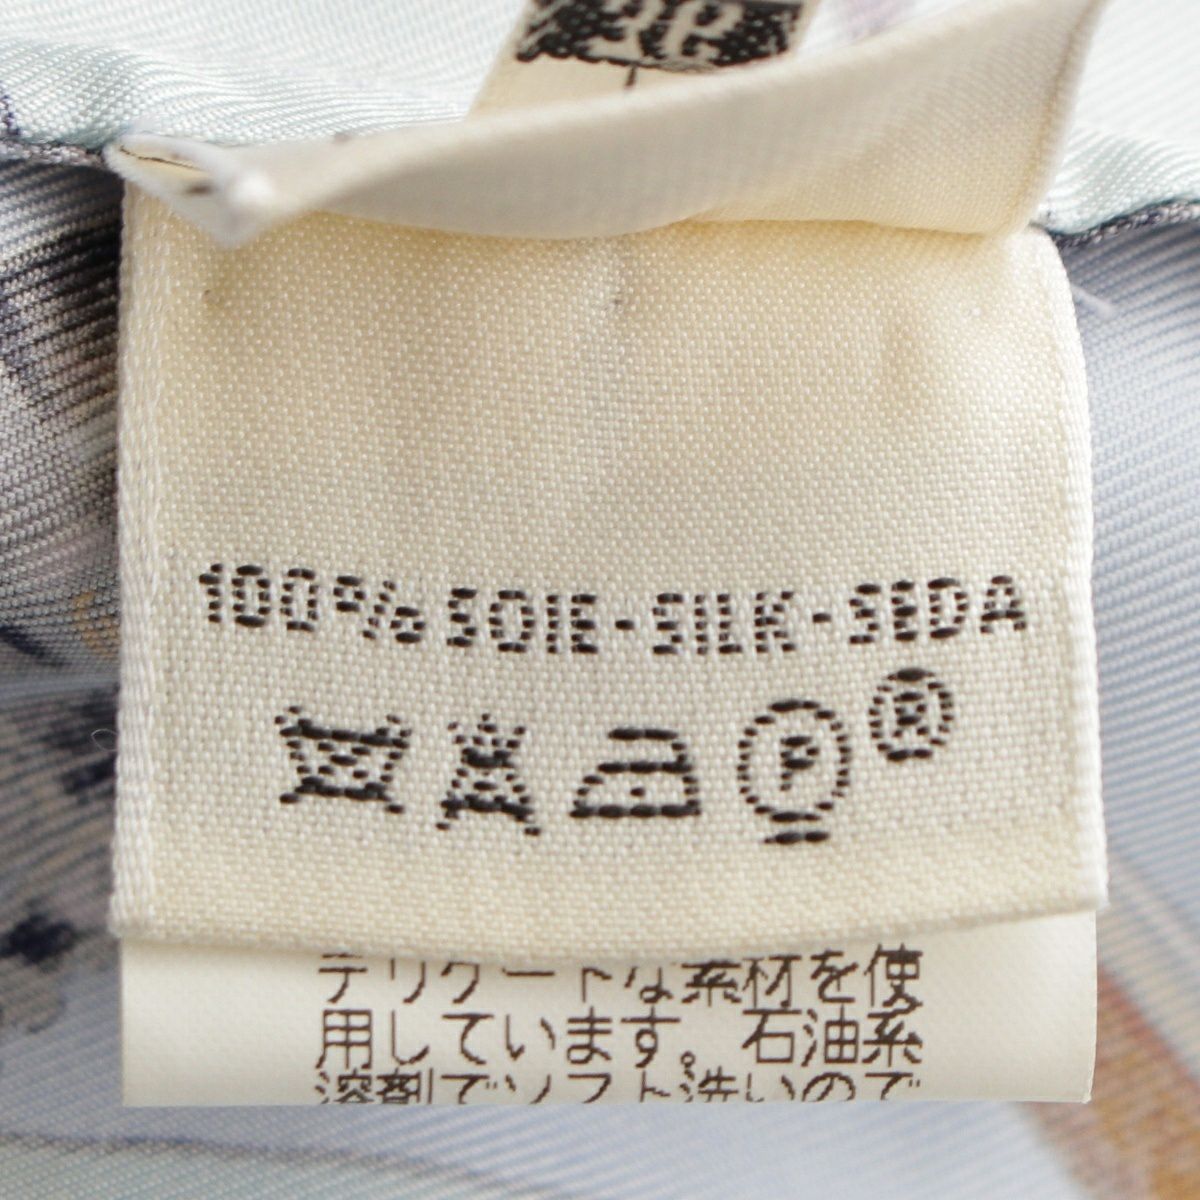 100% SOIE - SILK - SEDA
P
R
デリケートな素材を使
用しています。石油系
溶剤でソフト洗いので